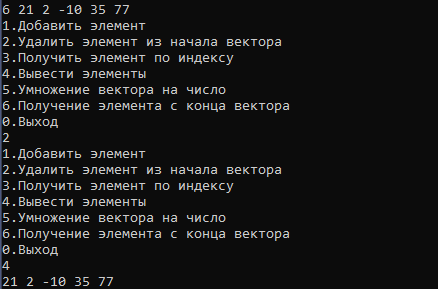 6 21 2 -10 35 77
1.Добавить элемент
2.Удалить элемент из начала вектора
3.Получить элемент по индексу
4.Вывести элементы
5.Умножение вектора на число
6.Получение элемента с конца вектора
0.Выход
2
1.Добавить элемент
2.Удалить элемент из начала вектора
3.Получить элемент по индексу
4.Вывести элементы
5.Умножение вектора на число
6.Получение элемента с конца вектора
0.Выход
4
21 2 -10 35 77